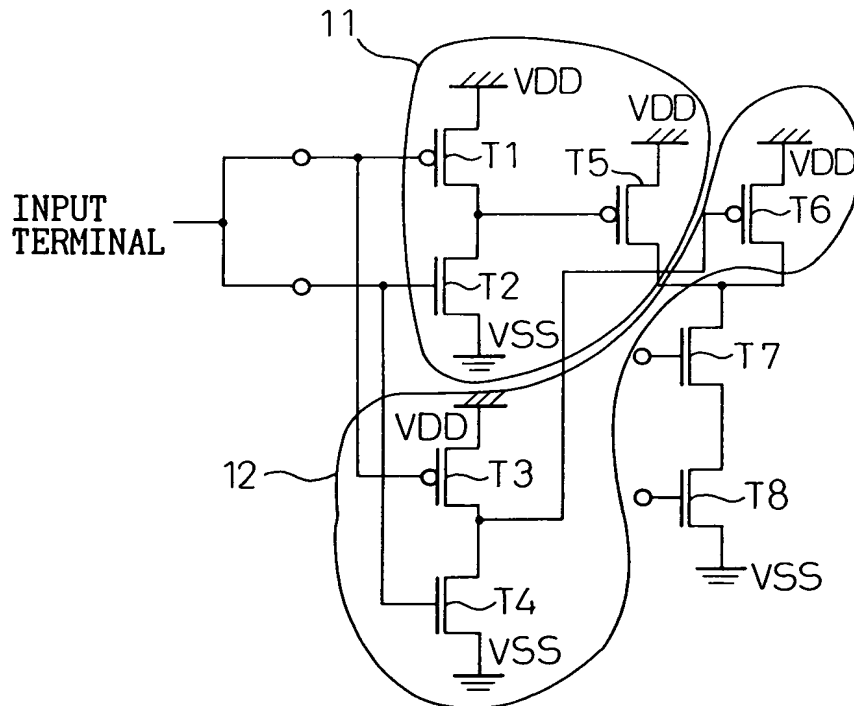 11
VDD
VDD
T1
T5
VDD
T6
INPUT
TERMINAL
T2
VSS
T7
VDD
12
T3
T8
T4
VSS
VSS